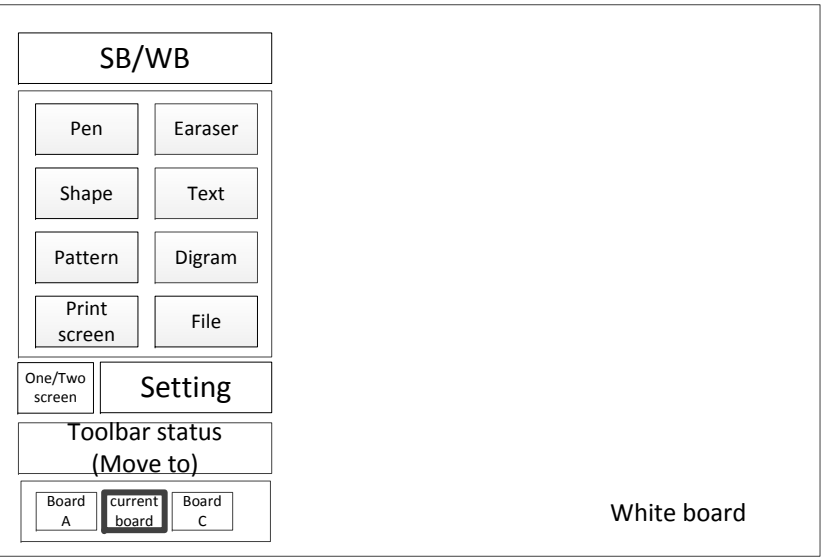 SB/WB
Pen
Earaser
Shape
Text
Pattern
Digram
Print
screen
File
One/Two
screen
Setting
Toolbar status
(Move to)
Board
A
current
board
Board
C
White board